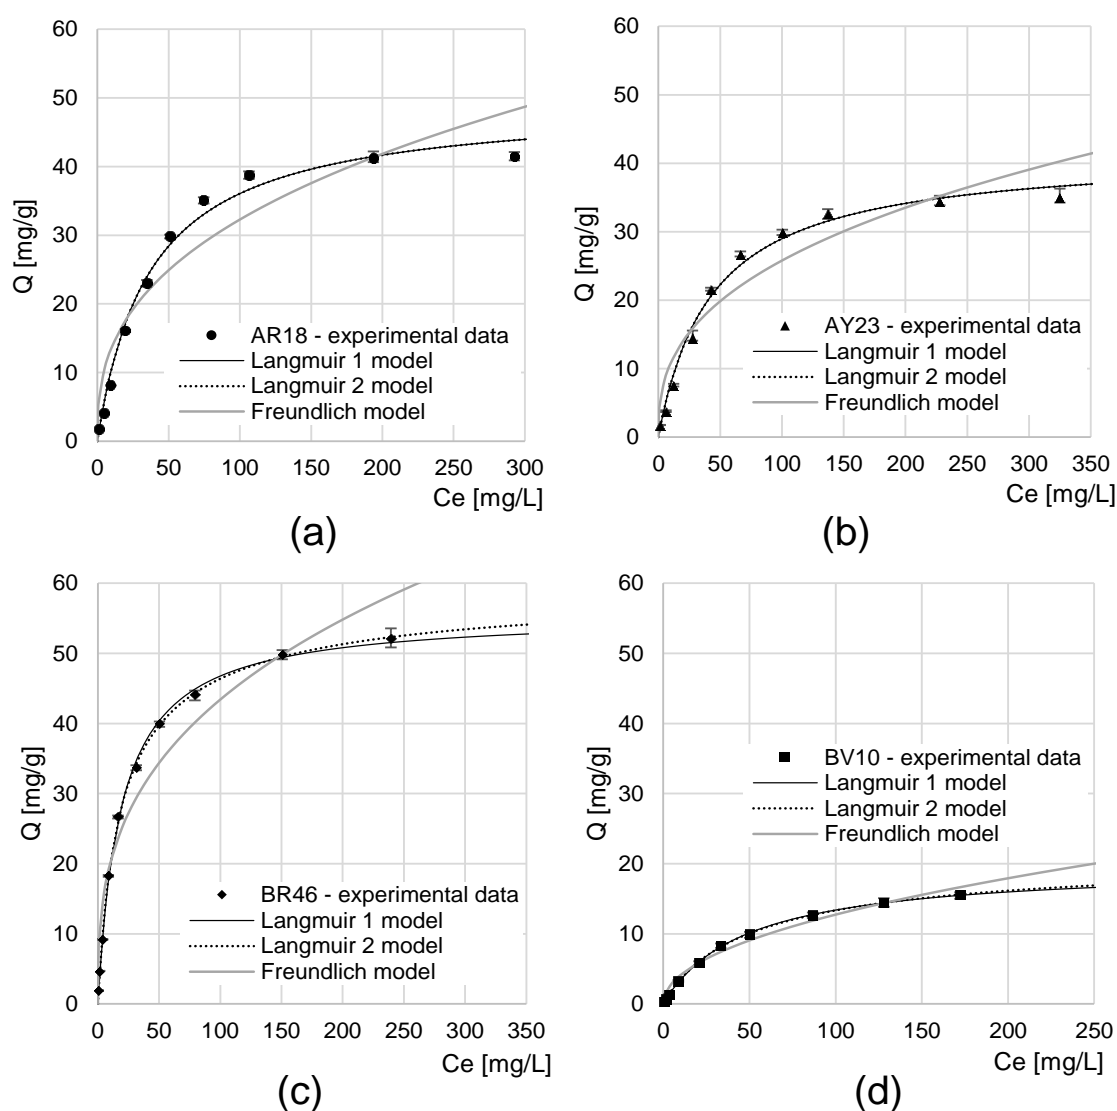 60
50
40
30
20
10
0
Q [mg/g]
AR18 - experimental data
Langmuir 1 model
Langmuir 2 model
Freundlich model
0 50 100 150 200 250 300
Ce [mg/L]
(a)
60
50
40
30
20
10
0
Q [mg/g]
AY23 - experimental data
Langmuir 1 model
Langmuir 2 model
Freundlich model
0 50 100 150 200 250 300 350
Ce [mg/L]
(b)
60
50
40
30
20
10
0
Q [mg/g]
BR46 - experimental data
Langmuir 1 model
Langmuir 2 model
Freundlich model
0 50 100 150 200 250 300 350
Ce [mg/L]
(c)
60
50
40
30
20
10
0
Q [mg/g]
BV10 - experimental data
Langmuir 1 model
Langmuir 2 model
Freundlich model
0 50 100 150 200 250
Ce [mg/L]
(d)